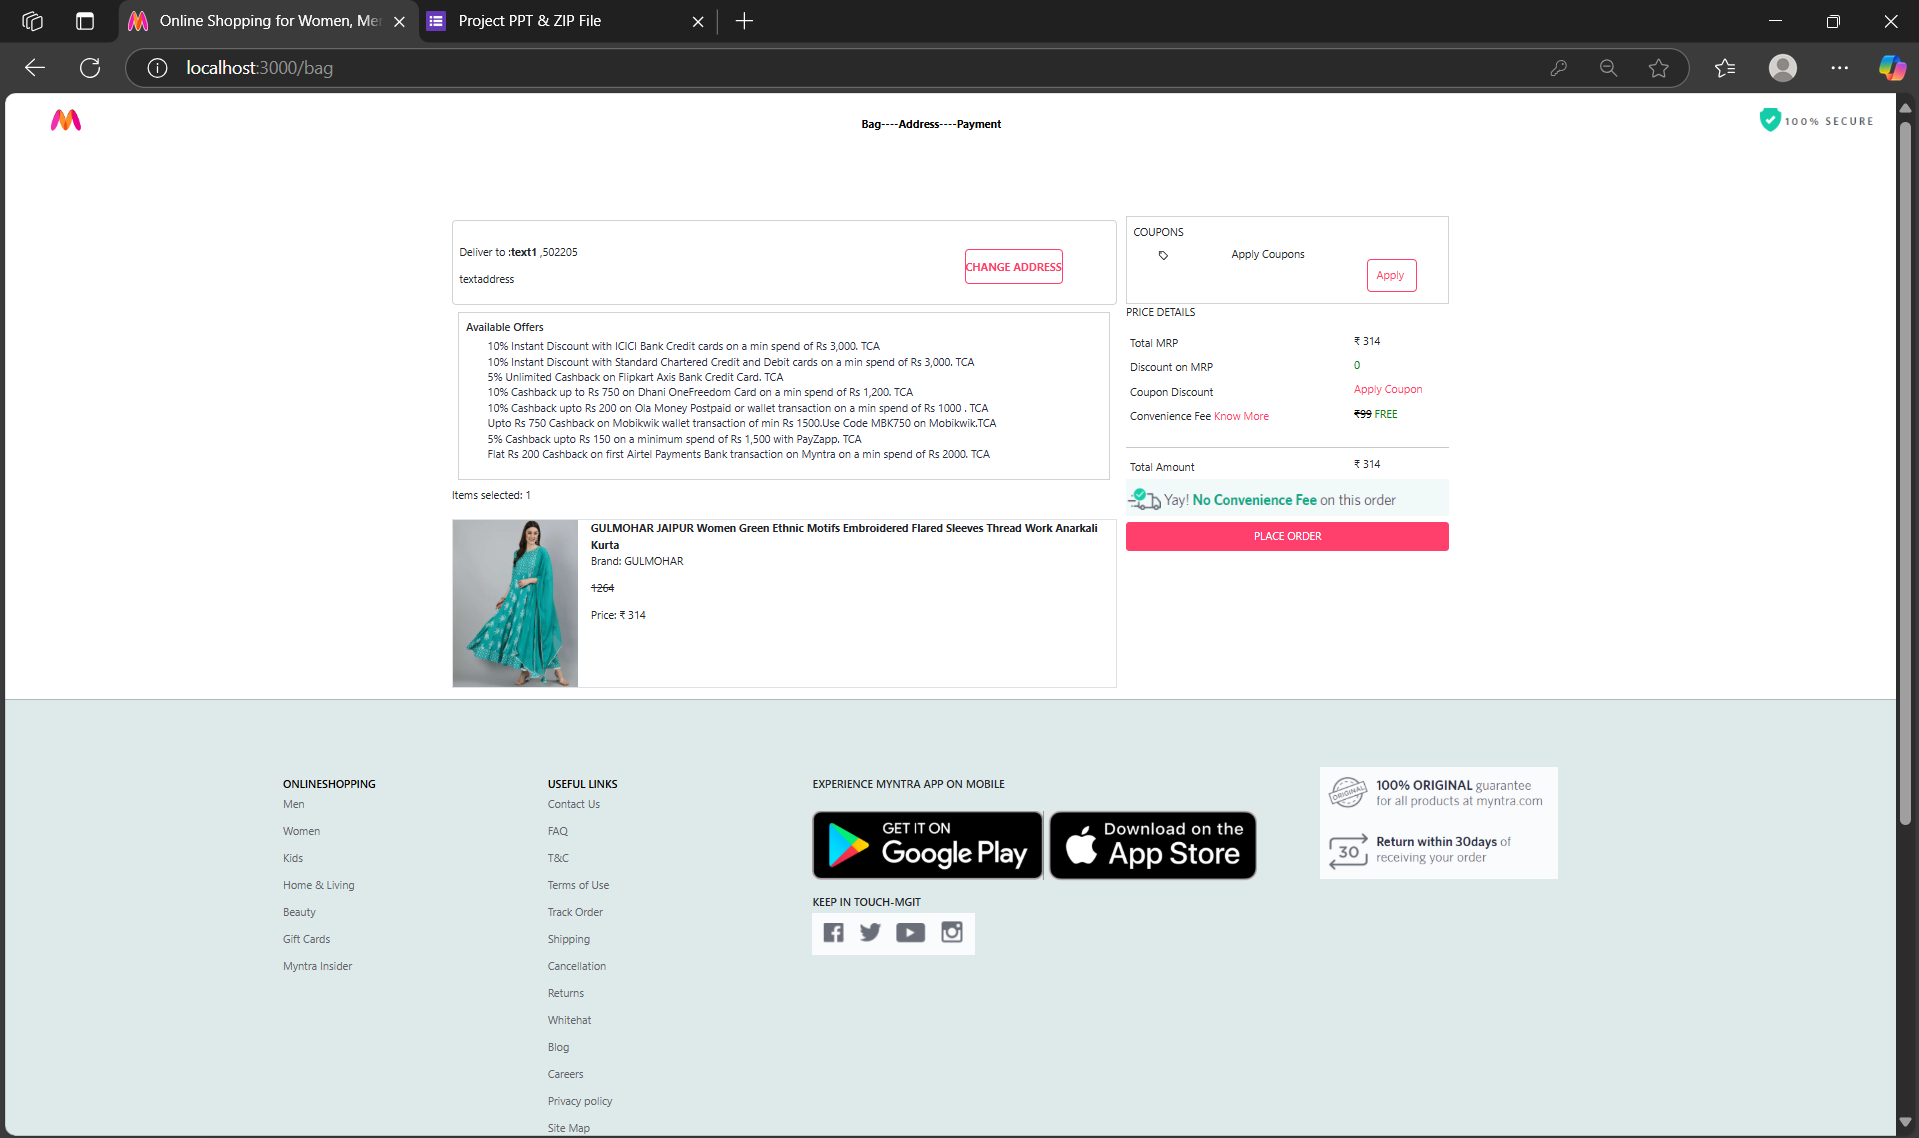 Online Shopping for Women, Me
Project PPT & ZIP File
localhost:3000/bag
Bag----Address----Payment
100% SECURE
Deliver to :text1 ,502205
textaddress
CHANGE ADDRESS
Available Offers
10% Instant Discount with ICICI Bank Credit cards on a min spend of Rs 3,000. TCA
10% Instant Discount with Standard Chartered Credit and Debit cards on a min spend of Rs 3,000. TCA
5% Unlimited Cashback on Flipkart Axis Bank Credit Card. TCA
10% Cashback up to Rs 750 on Dhani OneFreedom Card on a min spend of Rs 1,200. TCA
10% Cashback upto Rs 200 on Ola Money Postpaid or wallet transaction on a min spend of Rs 1000 . TCA
Upto Rs 750 Cashback on Mobikwik wallet transaction of min Rs 1500.Use Code MBK750 on Mobikwik.TCA
5% Cashback upto Rs 150 on a minimum spend of Rs 1,500 with PayZapp. TCA
Flat Rs 200 Cashback on first Airtel Payments Bank transaction on Myntra on a min spend of Rs 2000. TCA
Items selected: 1
GULMOHAR JAIPUR Women Green Ethnic Motifs Embroidered Flared Sleeves Thread Work Anarkali
Kurta
Brand: GULMOHAR
1264
Price: ₹ 314
COUPONS
Apply Coupons
Apply
PRICE DETAILS
Total MRP ₹ 314
Discount on MRP 0
Coupon Discount Apply Coupon
Convenience Fee Know More ₹99 FREE
Total Amount ₹ 314
Yay! No Convenience Fee on this order
PLACE ORDER
ONLINESHOPPING
Men
Women
Kids
Home & Living
Beauty
Gift Cards
Myntra Insider
USEFUL LINKS
Contact Us
FAQ
T&C
Terms of Use
Track Order
Shipping
Cancellation
Returns
Whitehat
Blog
Careers
Privacy policy
Site Map
EXPERIENCE MYNTRA APP ON MOBILE
GET IT ON
Google Play
Download on the
App Store
KEEP IN TOUCH-MGIT
ORIGINAL
100% ORIGINAL guarantee
for all products at myntra.com
30
Return within 30days of
receiving your order